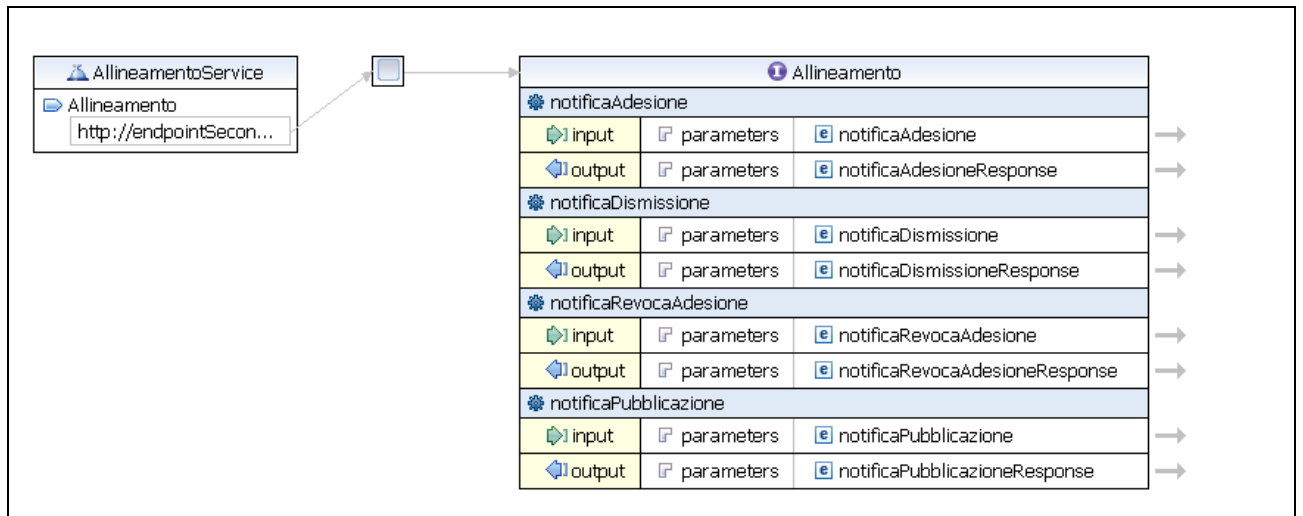 AllineamentoService
Allineamento
http://endpointSecon...
Allineamento
notificaAdesione
input parameters notificaAdesione
output parameters notificaAdesioneResponse
notificaDismissione
input parameters notificaDismissione
output parameters notificaDismissioneResponse
notificaRevocaAdesione
input parameters notificaRevocaAdesione
output parameters notificaRevocaAdesioneResponse
notificaPubblicazione
input parameters notificaPubblicazione
output parameters notificaPubblicazioneResponse